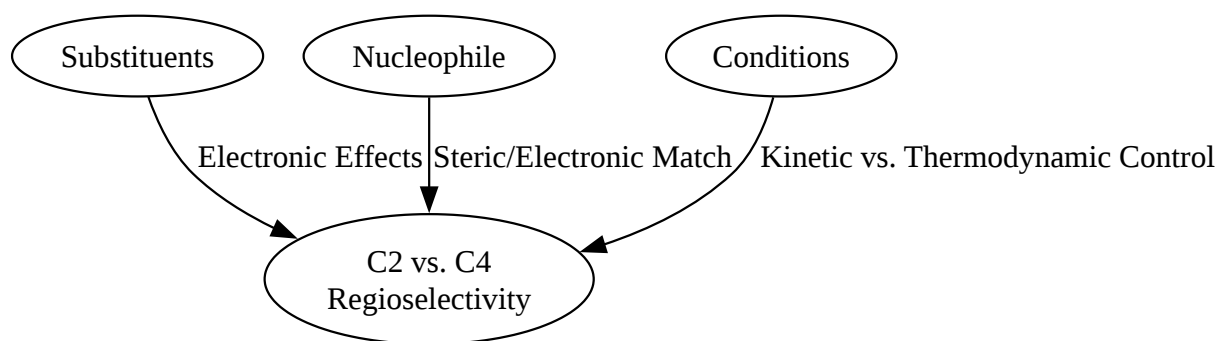 Substituents
Nucleophile
Conditions
Electronic Effects
Steric/Electronic Match
Kinetic vs. Thermodynamic Control
C2 vs. C4
Regioselectivity